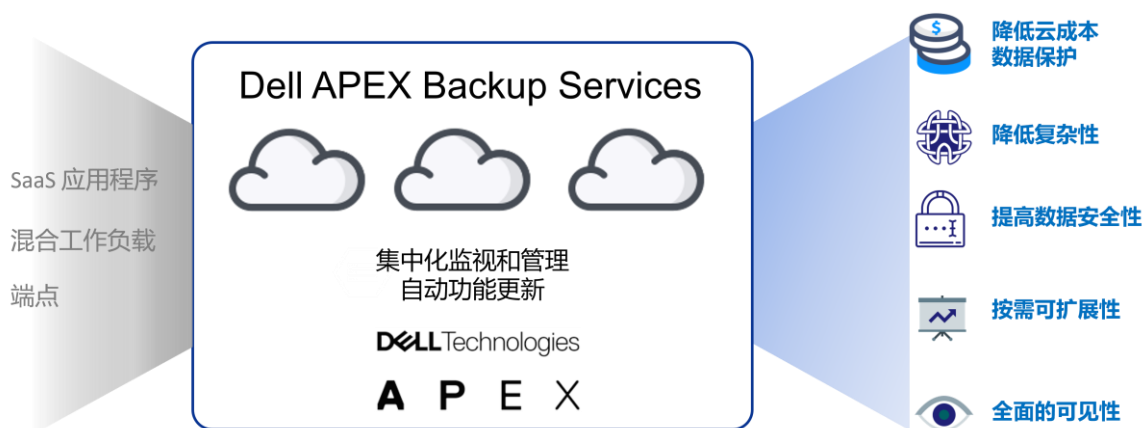 SaaS 应用程序
混合工作负载
端点
Dell APEX Backup Services
集中化监视和管理
自动功能更新
DELLTechnologies
APEX
$
降低云成本
数据保护
降低复杂性
提高数据安全性
按需可扩展性
全面的可见性